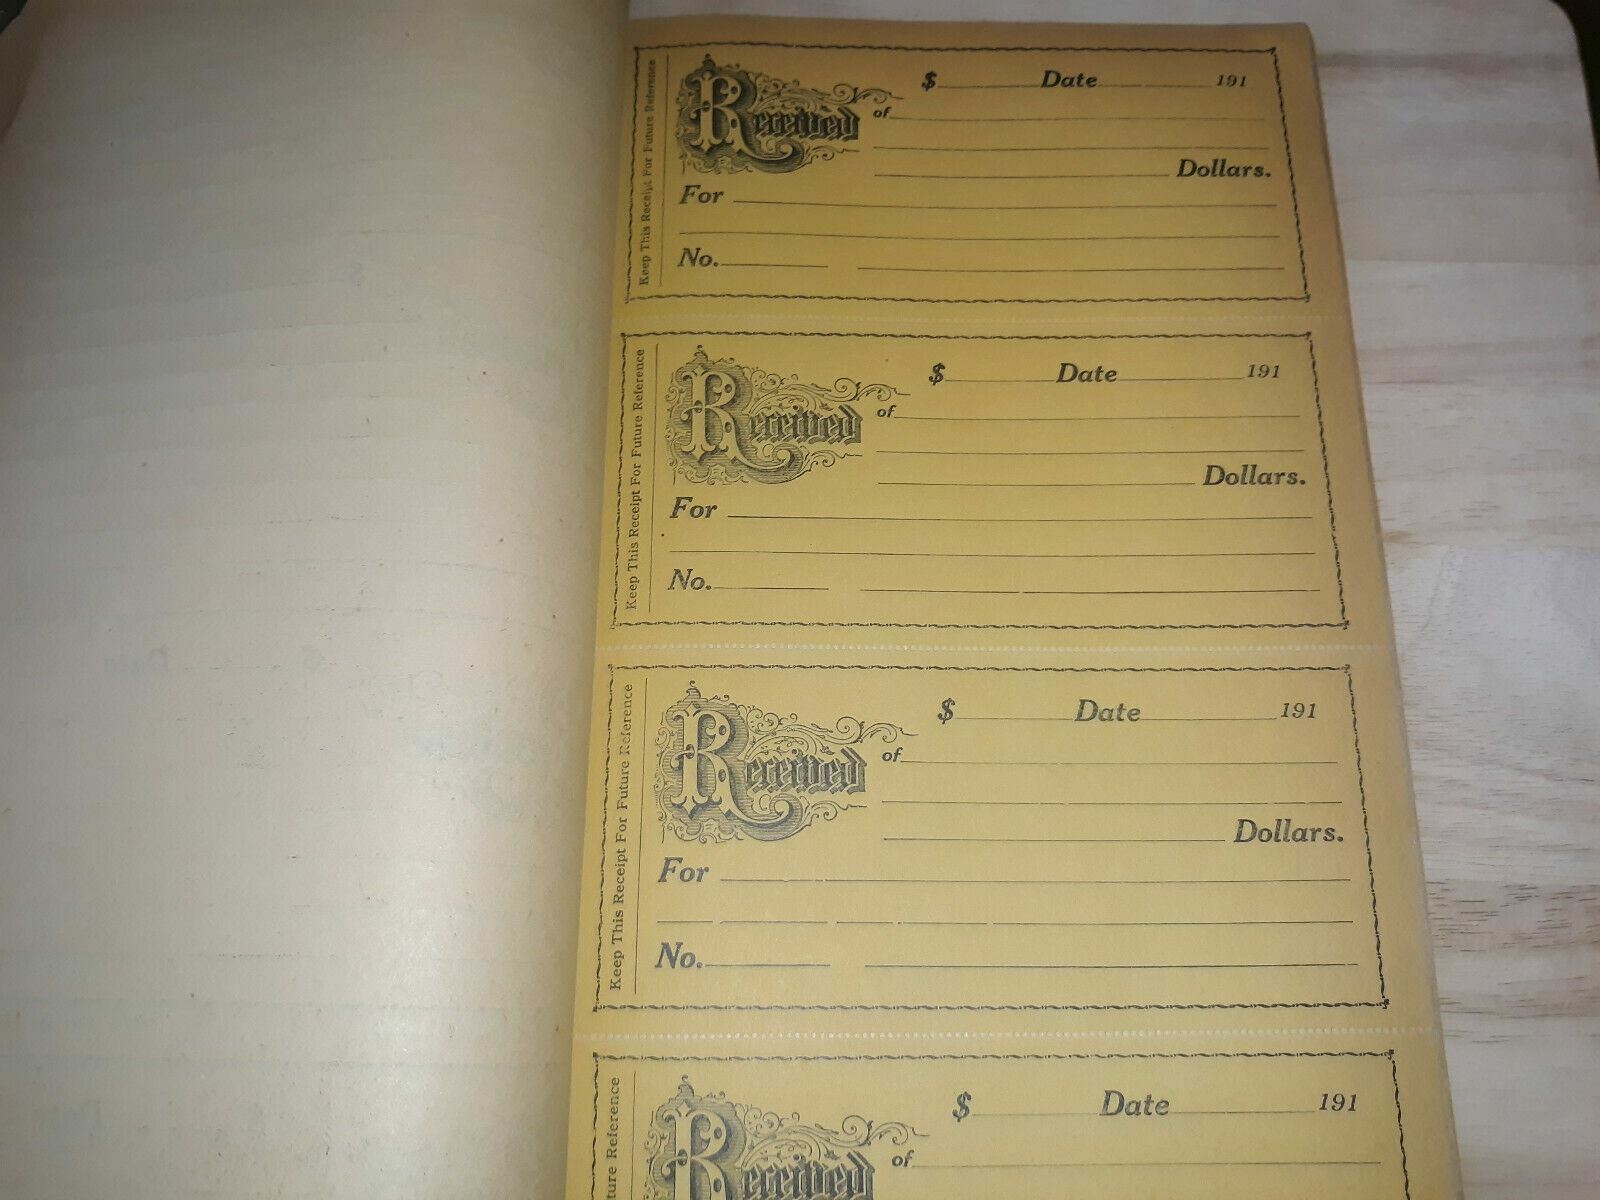 Keep This Receipt For Future Reference
$ Date 191
Received of
Dollars.
For
No.
Keep This Receipt For Future Reference
$ Date 191
Received of
Dollars.
For
No.
Keep This Receipt For Future Reference
$ Date 191
Received of
Dollars.
For
No.
ture Reference
$ Date 191
Received of